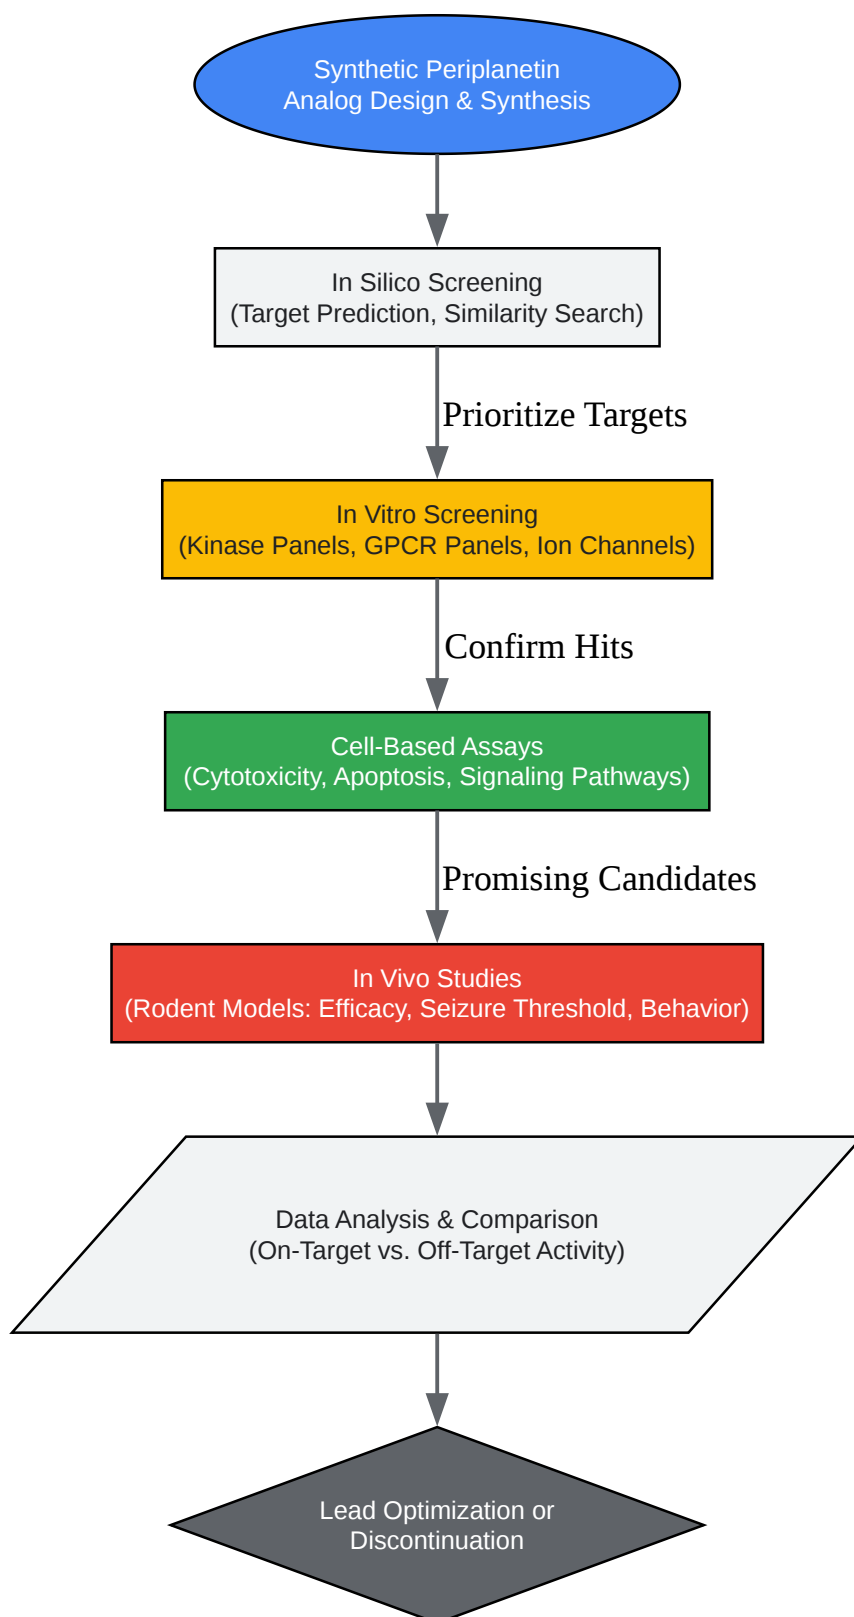 Synthetic Periplanetin
Analog Design & Synthesis
In Silico Screening
(Target Prediction, Similarity Search)
Prioritize Targets
In Vitro Screening
(Kinase Panels, GPCR Panels, Ion Channels)
Confirm Hits
Cell-Based Assays
(Cytotoxicity, Apoptosis, Signaling Pathways)
Promising Candidates
In Vivo Studies
(Rodent Models: Efficacy, Seizure Threshold, Behavior)
Data Analysis & Comparison
(On-Target vs. Off-Target Activity)
Lead Optimization or
Discontinuation